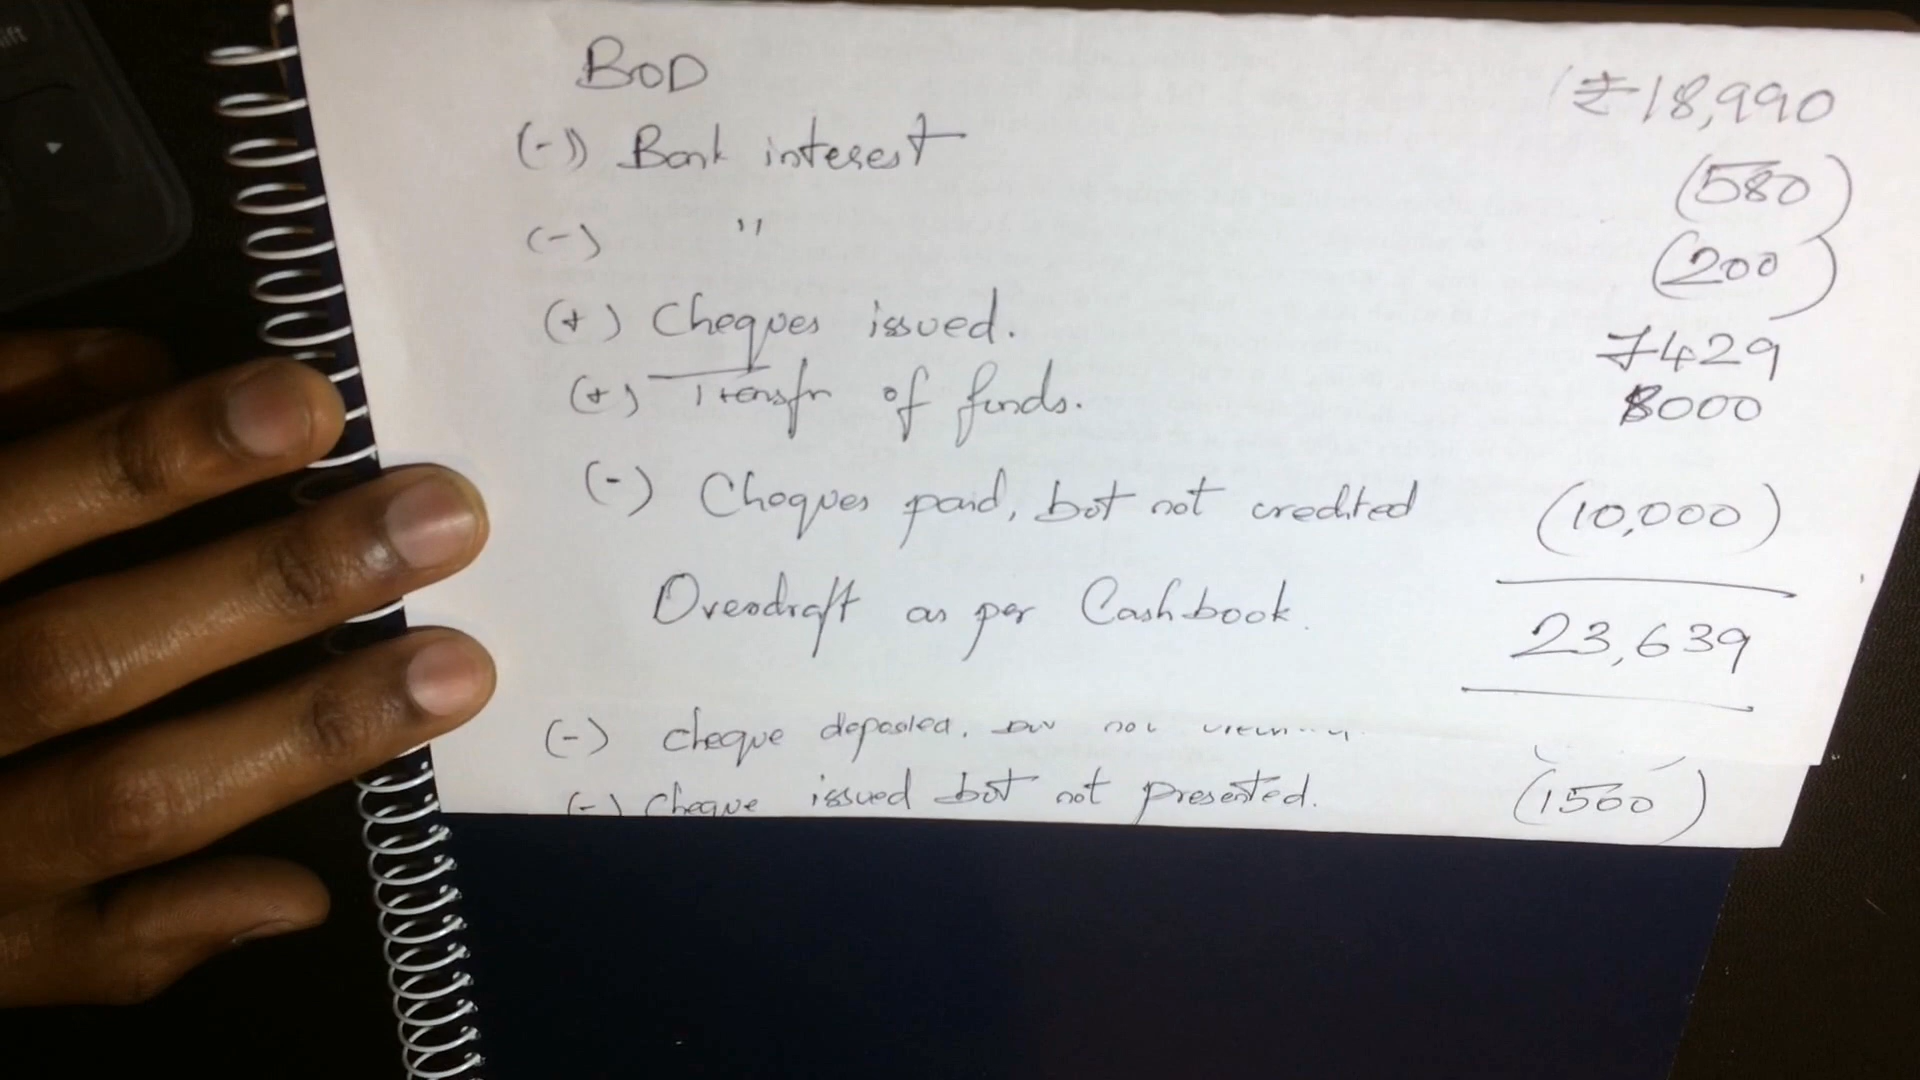 BOD ₹18,990
(-) Bank interest (580)
(-) " (200)
(+) Cheques issued. 7429
(+) Transfr of funds. 8000
(-) Cheques paid, but not credited (10,000)
Overdraft as per Cashbook. 23,639
(-) cheque not
(-) Cheque issued but not presented. (1500)